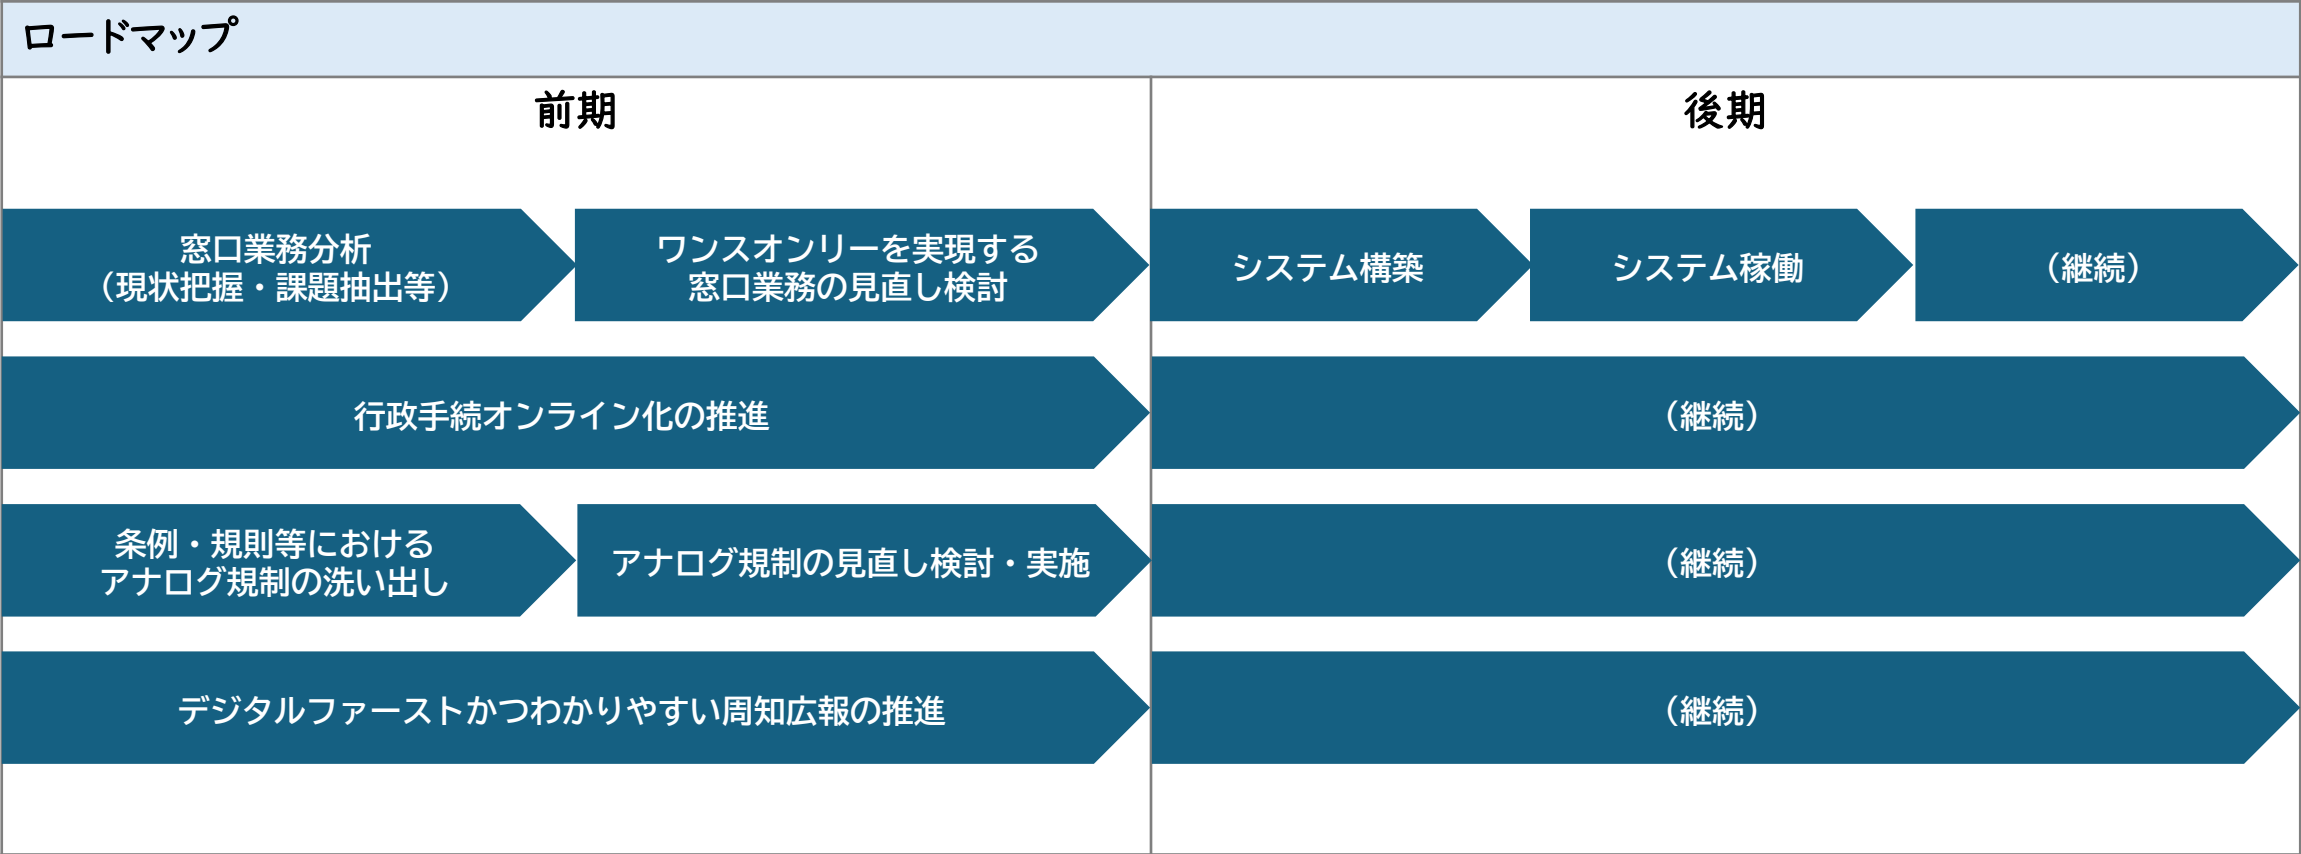 ロードマップ
前期
後期
窓口業務分析
（現状把握・課題抽出等）
ワンスオンリーを実現する
窓口業務の見直し検討
システム構築
システム稼働
（継続）
行政手続オンライン化の推進
（継続）
条例・規則等における
アナログ規制の洗い出し
アナログ規制の見直し検討・実施
（継続）
デジタルファーストかつわかりやすい周知広報の推進
（継続）